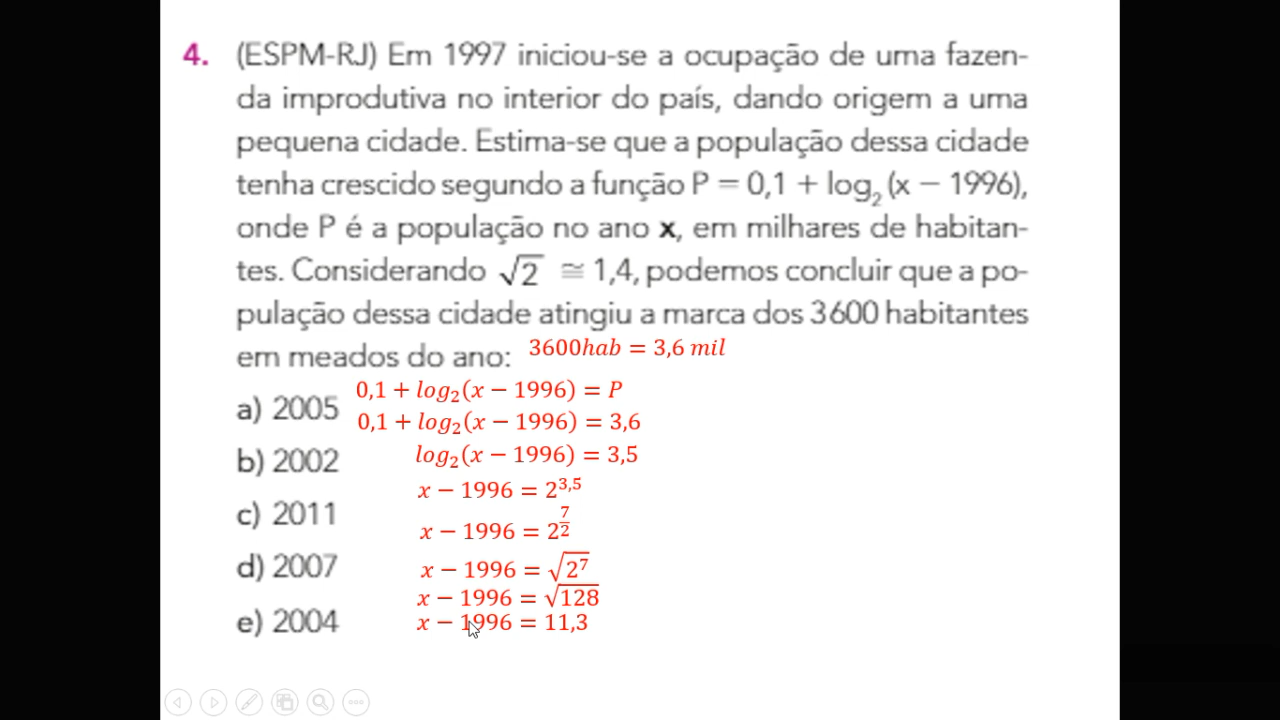 4. (ESPM-RJ) Em 1997 iniciou-se a ocupação de uma fazen-
da improdutiva no interior do país, dando origem a uma
pequena cidade. Estima-se que a população dessa cidade
tenha crescido segundo a função P = 0,1 + log₂ (x − 1996),
onde P é a população no ano x, em milhares de habitan-
tes. Considerando √2 ≅ 1,4, podemos concluir que a po-
pulação dessa cidade atingiu a marca dos 3 600 habitantes
em meados do ano: 3600hab = 3,6 mil
0,1 + log₂(x − 1996) = P
a) 2005
0,1 + log₂(x − 1996) = 3,6
b) 2002 log₂(x − 1996) = 3,5
x − 1996 = 2^{3,5}
c) 2011
x − 1996 = 2^{7/2}
d) 2007 x − 1996 = √(2⁷)
x − 1996 = √128
e) 2004 x − 1996 = 11,3